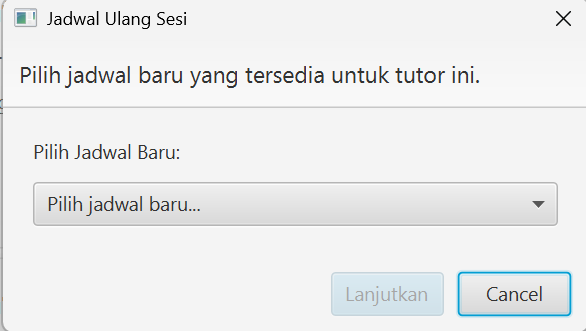 Jadwal Ulang Sesi
Pilih jadwal baru yang tersedia untuk tutor ini.
Pilih Jadwal Baru:
Pilih jadwal baru...
Lanjutkan
Cancel